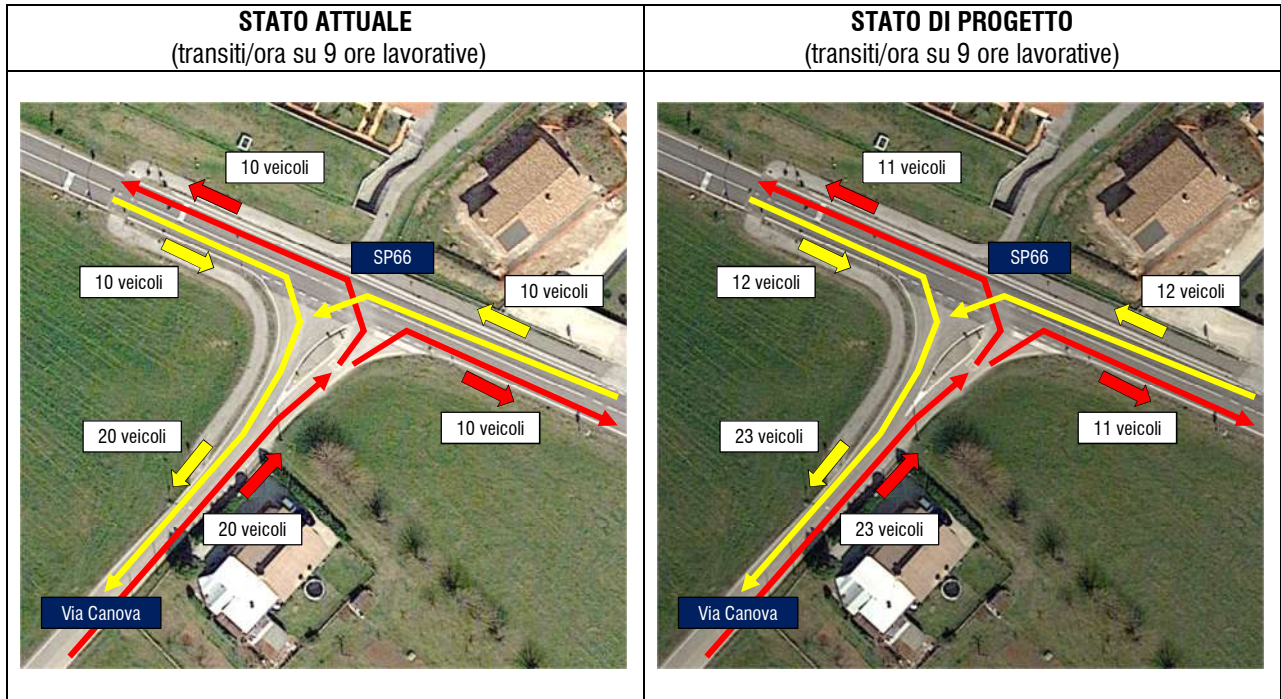 STATO ATTUALE
(transiti/ora su 9 ore lavorative)
10 veicoli
SP66
10 veicoli
10 veicoli
20 veicoli
10 veicoli
20 veicoli
Via Canova
STATO DI PROGETTO
(transiti/ora su 9 ore lavorative)
11 veicoli
SP66
12 veicoli
12 veicoli
23 veicoli
11 veicoli
23 veicoli
Via Canova